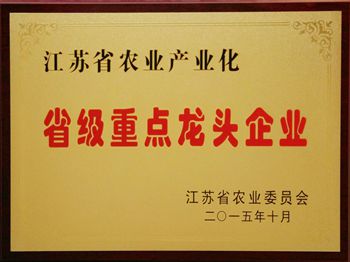 江苏省农业产业化
省级重点龙头企业
江苏省农业委员会
二〇一五年十月